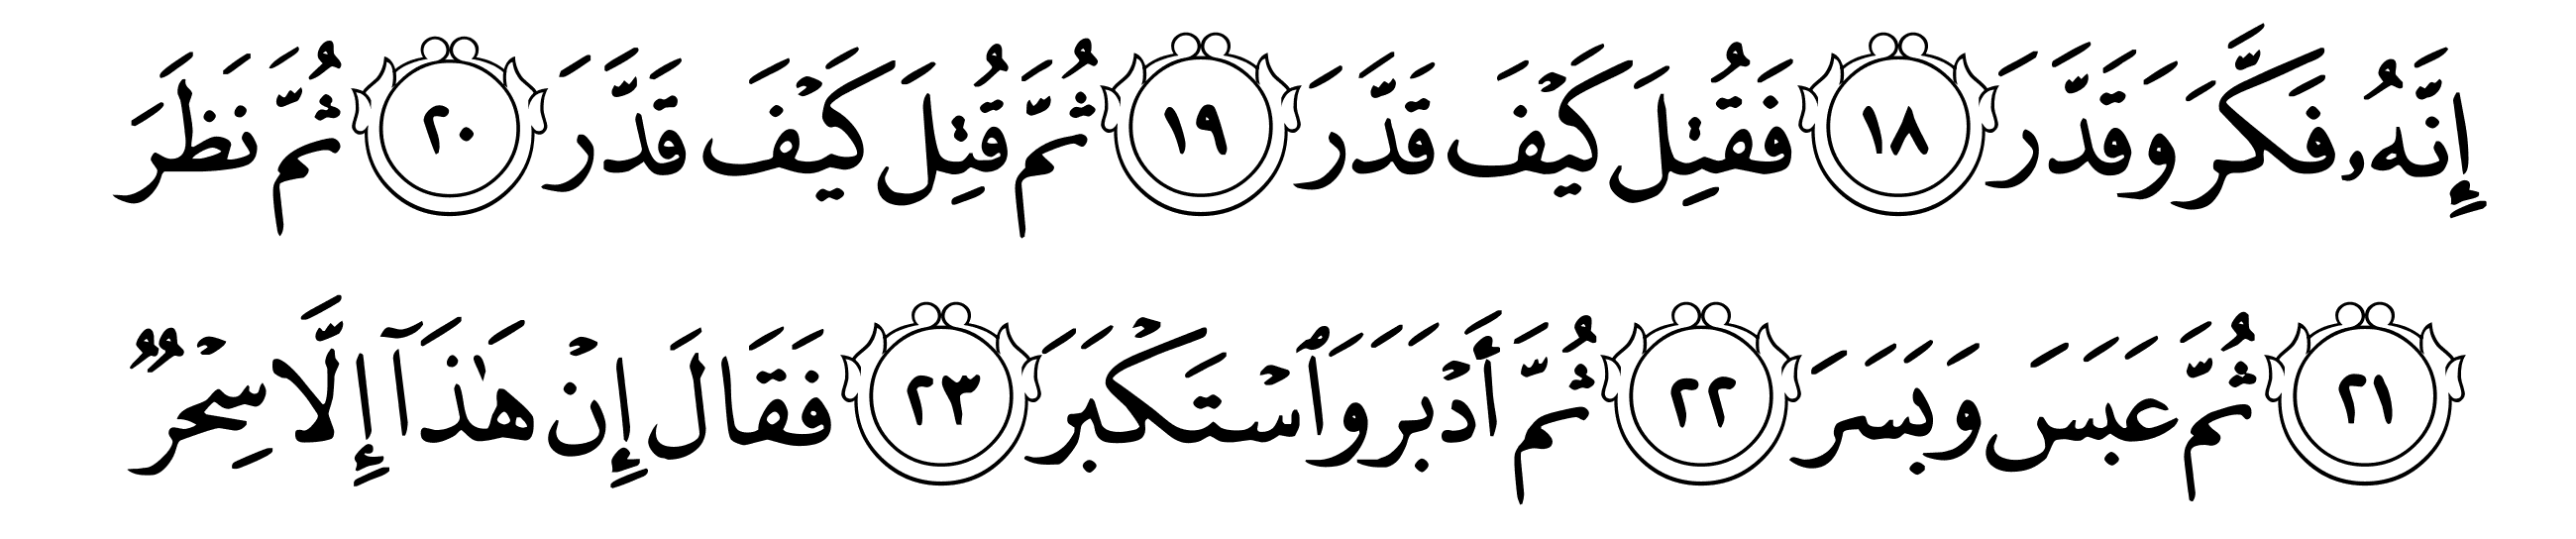 إِنَّهُۥ فَكَّرَ وَقَدَّرَ ١٨ فَقُتِلَ كَيْفَ قَدَّرَ ١٩ ثُمَّ قُتِلَ كَيْفَ قَدَّرَ ٢٠ ثُمَّ نَظَرَ
٢١ ثُمَّ عَبَسَ وَبَسَرَ ٢٢ ثُمَّ أَدْبَرَ وَٱسْتَكْبَرَ ٢٣ فَقَالَ إِنْ هَٰذَآ إِلَّا سِحْرٌ